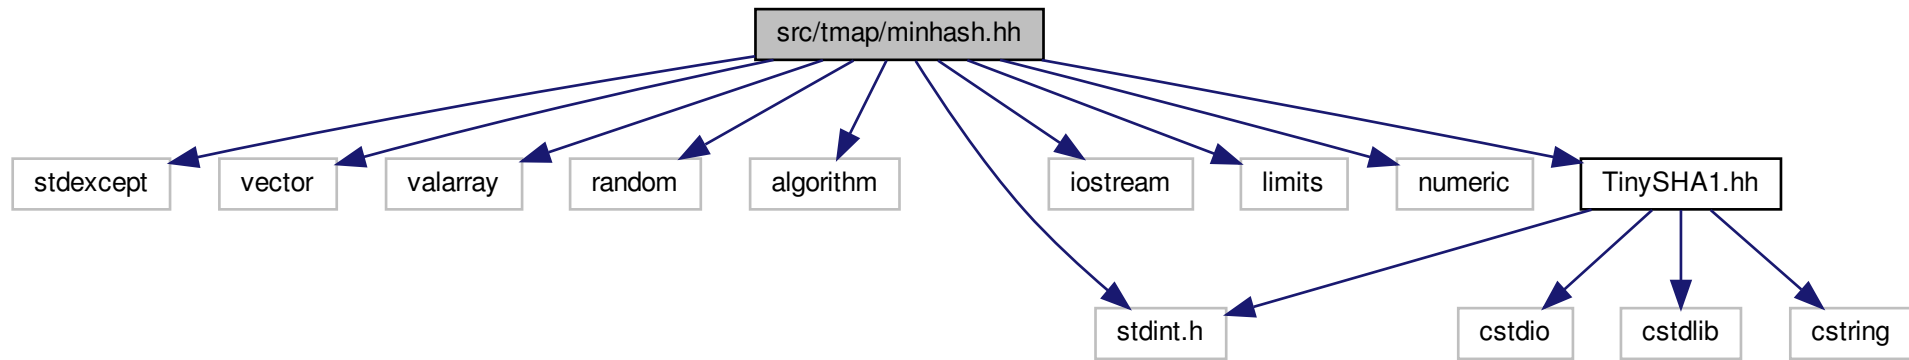 src/tmap/minhash.hh
stdexcept
vector
valarray
random
algorithm
iostream
limits
numeric
TinySHA1.hh
stdint.h
cstdio
cstdlib
cstring